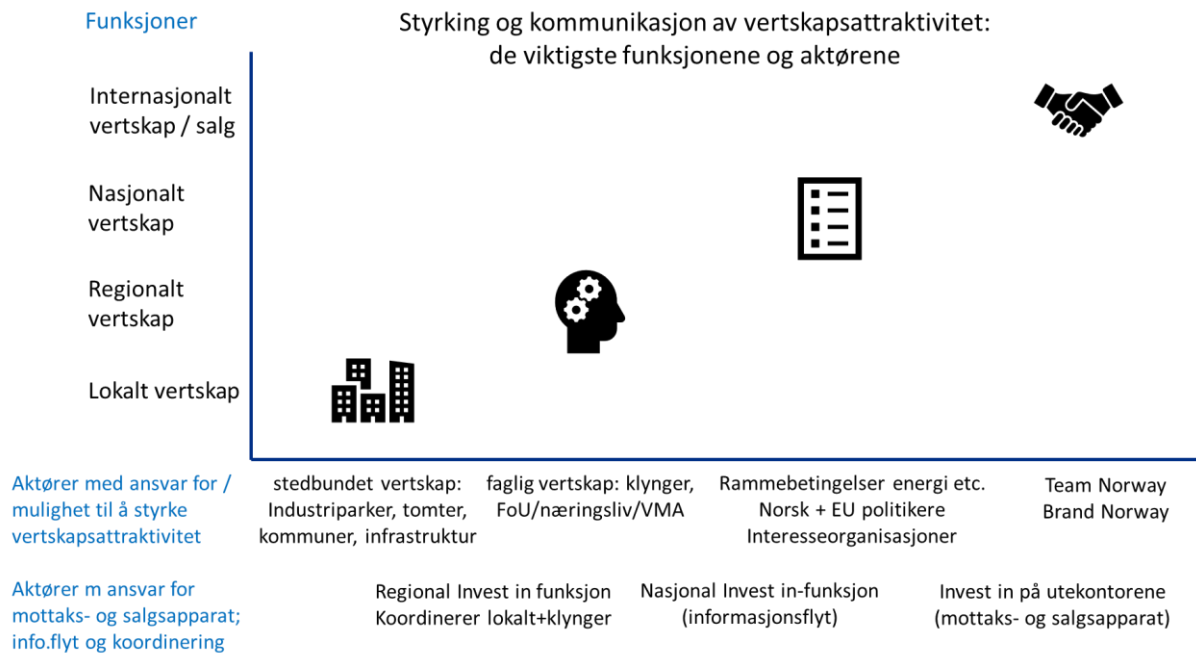 Funksjoner
Styrking og kommunikasjon av vertskapsattraktivitet:
de viktigste funksjonene og aktørene
Internasjonalt
vertskap / salg
Nasjonalt
vertskap
Regionalt
vertskap
Lokalt vertskap
Aktører med ansvar for /
mulighet til å styrke
vertskapsattraktivitet
stedbundet vertskap:
Industriparker, tomter,
kommuner, infrastruktur
faglig vertskap: klynger,
FoU/næringsliv/VMA
Rammebetingelser energi etc.
Norsk + EU politikere
Interesseorganisasjoner
Team Norway
Brand Norway
Aktører m ansvar for
mottaks- og salgsapparat;
info.flyt og koordinering
Regional Invest in funksjon
Koordinerer lokalt+klynger
Nasjonal Invest in-funksjon
(informasjonsflyt)
Invest in på utekontorene
(mottaks- og salgsapparat)